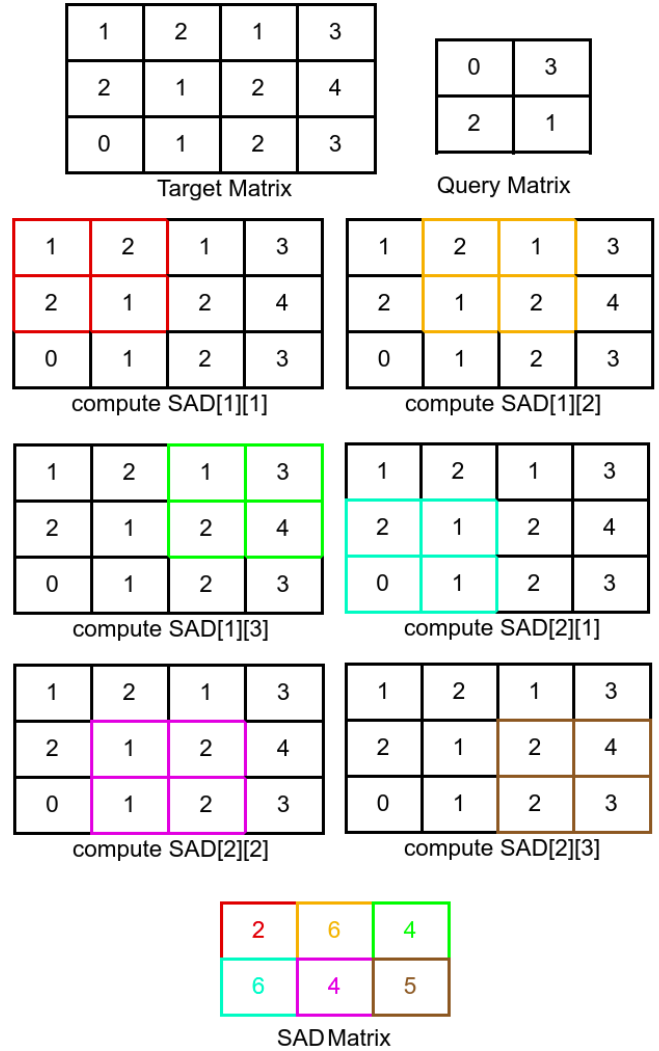 1 2 1 3
0 3
2 1 2 4
2 1
0 1 2 3
Target Matrix
Query Matrix
1 2 1 3
2 1 2 4
0 1 2 3
compute SAD[1][1]
1 2 1 3
2 1 2 4
0 1 2 3
compute SAD[1][2]
1 2 1 3
2 1 2 4
0 1 2 3
compute SAD[1][3]
1 2 1 3
2 1 2 4
0 1 2 3
compute SAD[2][1]
1 2 1 3
2 1 2 4
0 1 2 3
compute SAD[2][2]
1 2 1 3
2 1 2 4
0 1 2 3
compute SAD[2][3]
2 6 4
6 4 5
SAD Matrix